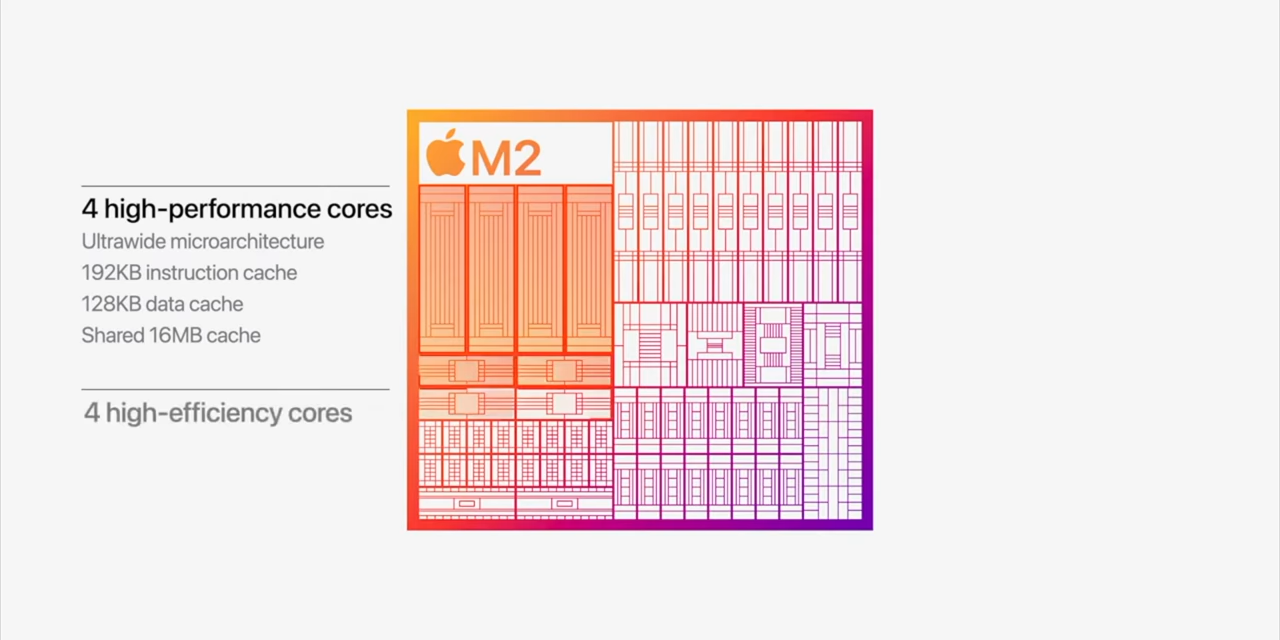 M2
4 high-performance cores
Ultrawide microarchitecture
192KB instruction cache
128KB data cache
Shared 16MB cache
4 high-efficiency cores